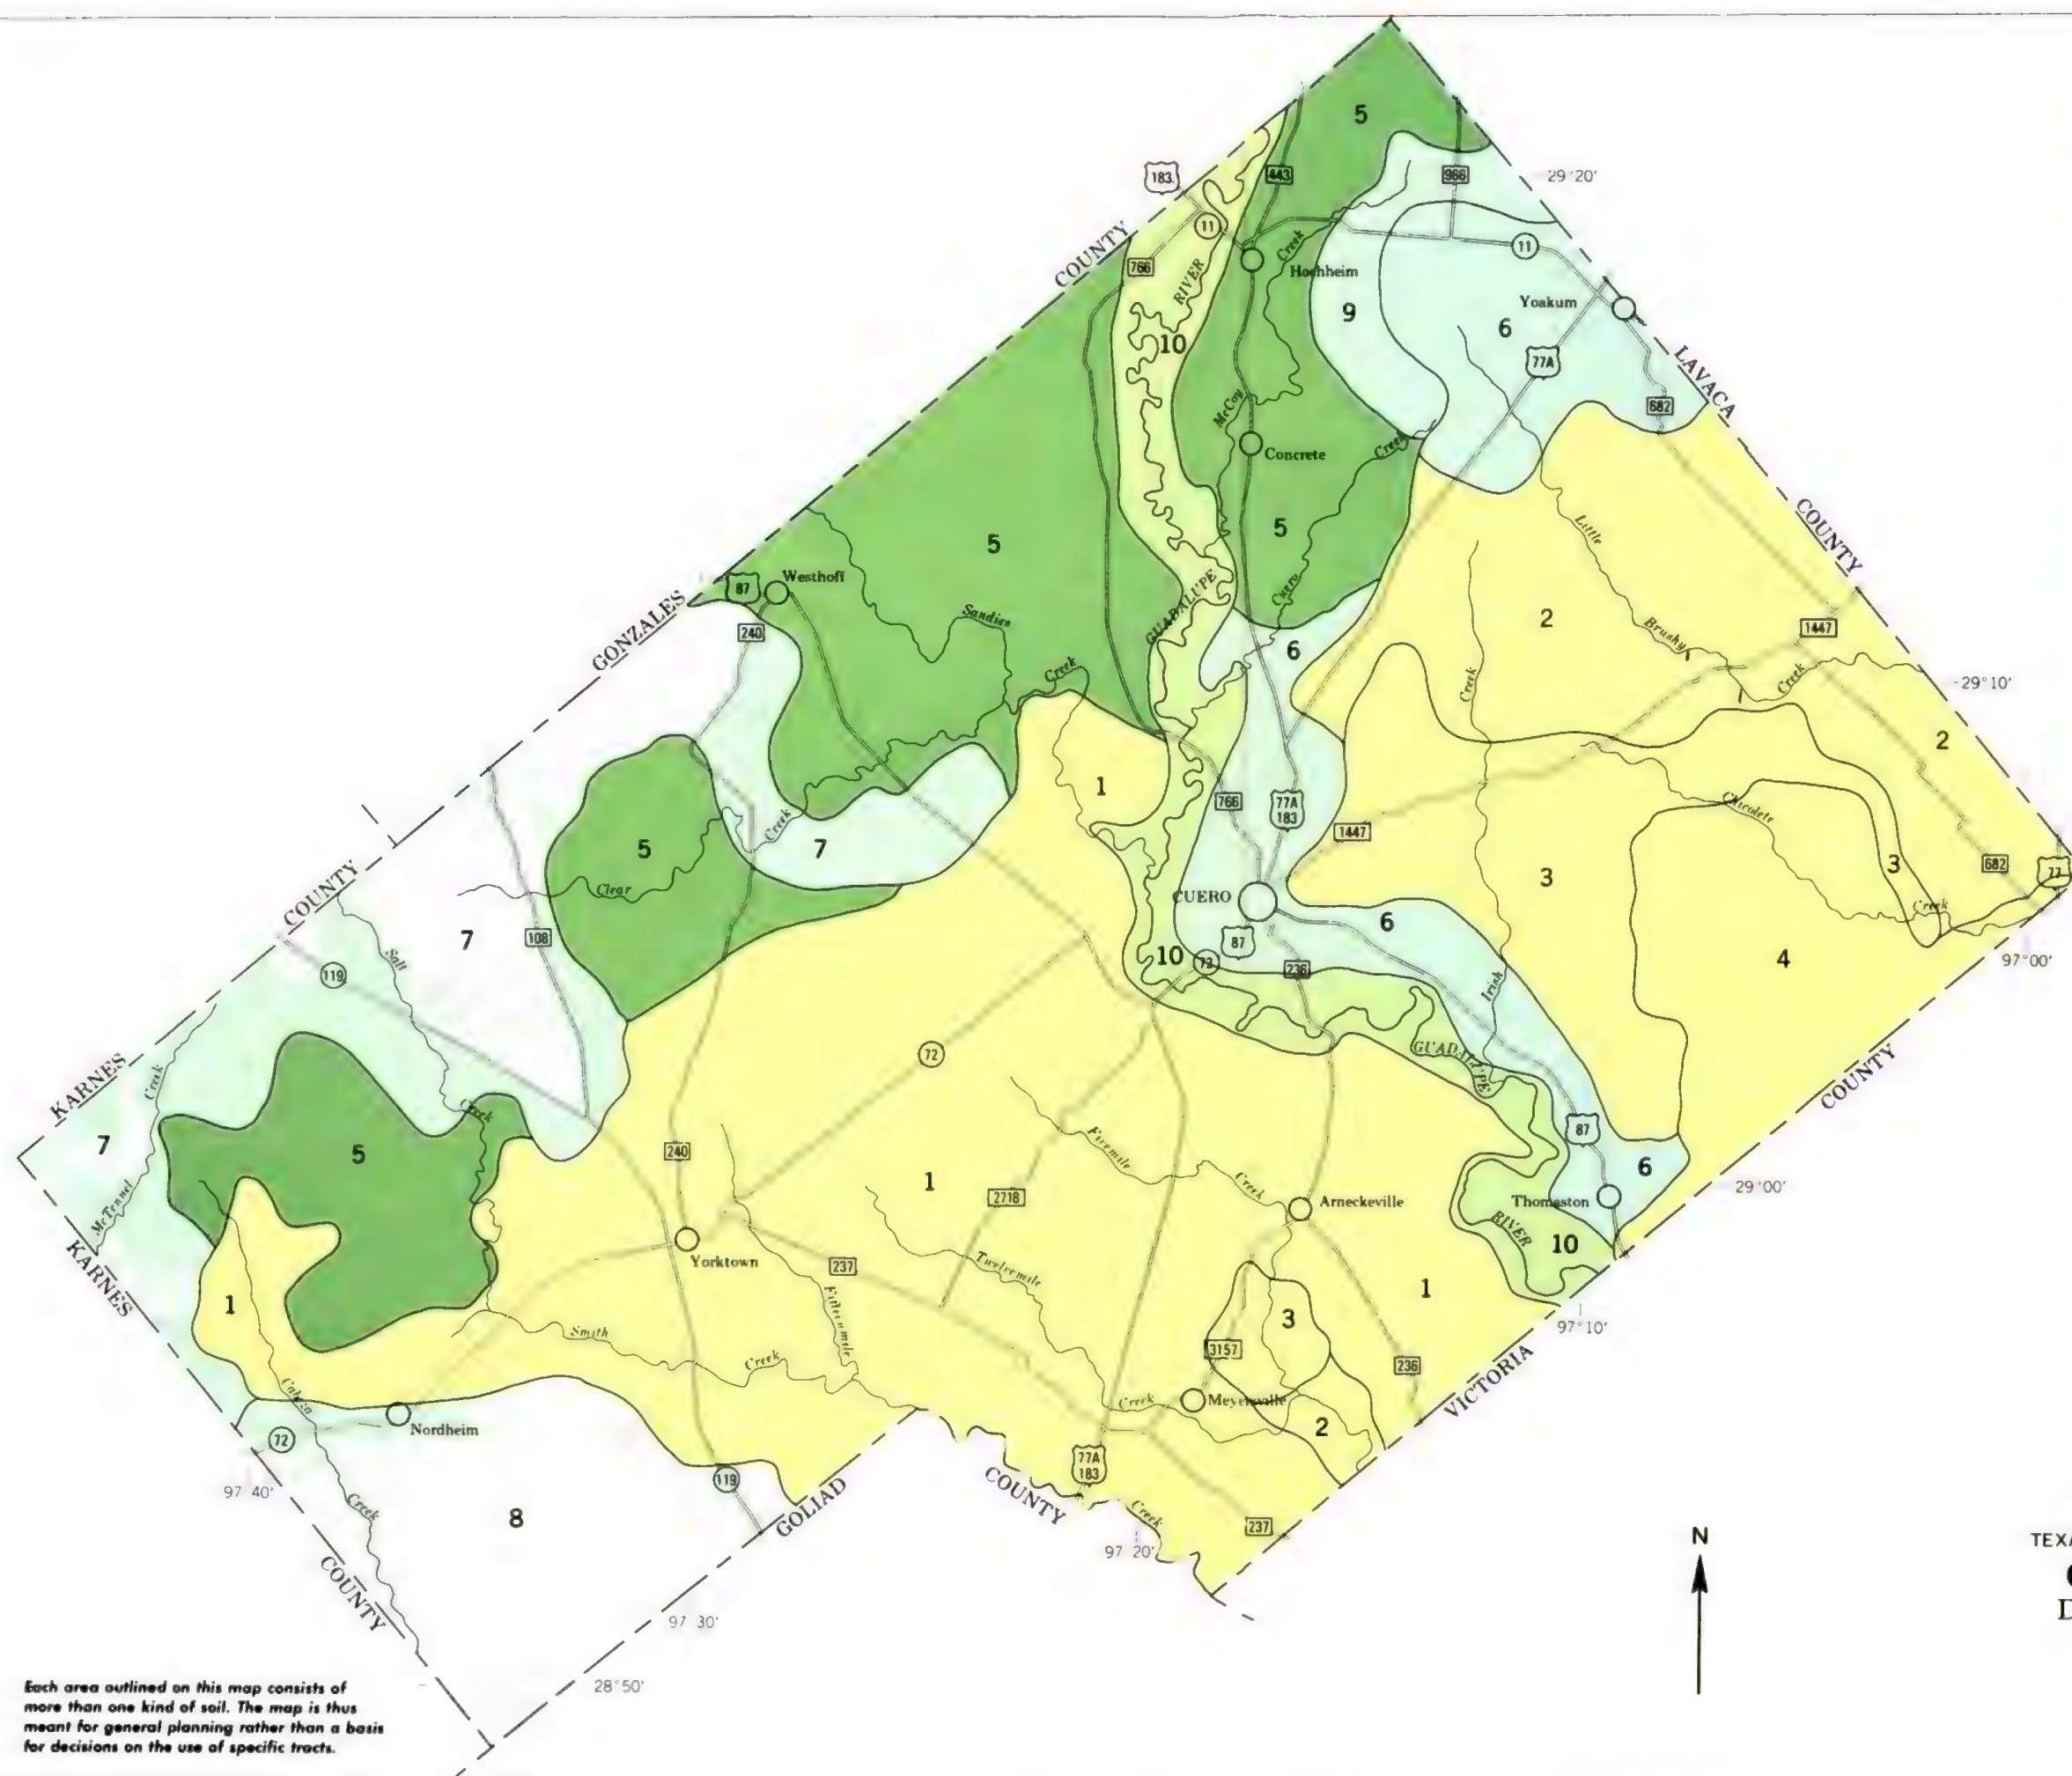 5
183
443
966
29°20'
11
COUNTY
766
RIVER
Creek
Hochheim
11
9
Yoakum
6
10
77A
LAVACA
McCoy
682
Concrete
Creek
5
5
Little
COUNTY
Westhoff
87
GONZALES
240
Sandies
GUADALUPE
Cuero
2
Brushy
1447
6
Creek
Creek
Creek
29°10'
2
1
766
77A
183
1447
Chicolete
5
Creek
7
3
3
682
77
Clear
COUNTY
CUERO
6
Creek
87
7
108
Salt
119
10
72
236
4
97°00'
Irish
GUADALUPE
72
KARNES
Creek
Creek
COUNTY
7
5
87
240
Fivemile
6
McTennel
1
2718
Creek
Arneckeville
Thomaston
29°00'
KARNES
Yorktown
RIVER
10
237
Twelvemile
1
1
Fifteenmile
3
97°10'
Smith
Creek
3157
236
VICTORIA
Cabeza
Creek
Meyersville
Nordheim
2
72
77A
183
119
97 40'
Creek
GOLIAD
COUNTY
Creek
8
237
97 20'
N
TEXA
COUNTY
97 30'
28°50'
Each area outlined on this map consists of
more than one kind of soil. The map is thus
meant for general planning rather than a basis
for decisions on the use of specific tracts.